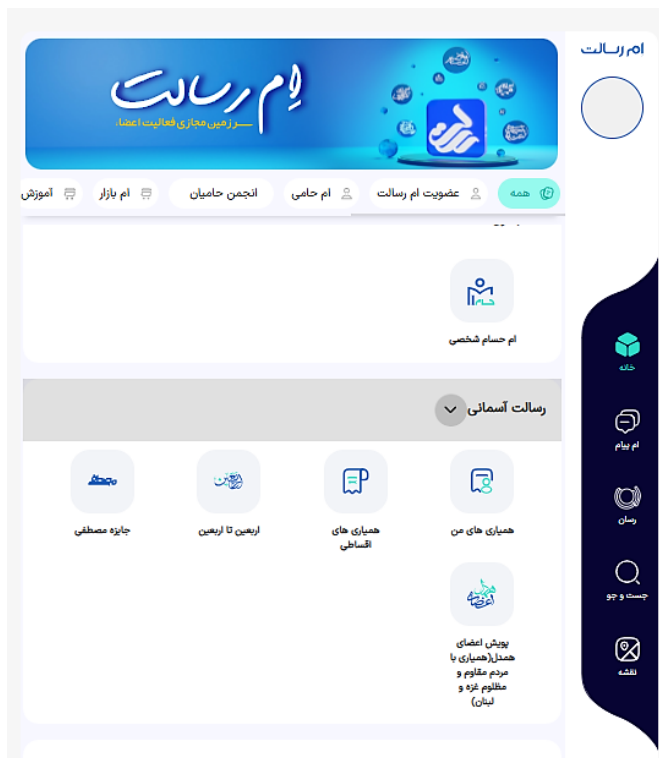 ام رسالت
اِم رسالت
سرزمین مجازی فعالیت اعضا،
همه
عضویت ام رسالت
ام حامی
انجمن حامیان
ام بازار
آموزش
ام حسام شخصی
رسالت آسمانی
همیاری های من
همیاری های
اقساطی
اربعین تا اربعین
جایزه مصطفی
پویش اعضای
همدل(همیاری با
مردم مقاوم و
مظلوم غزه و
لبنان)
خانه
ام پیام
رسان
جست و جو
نقشه